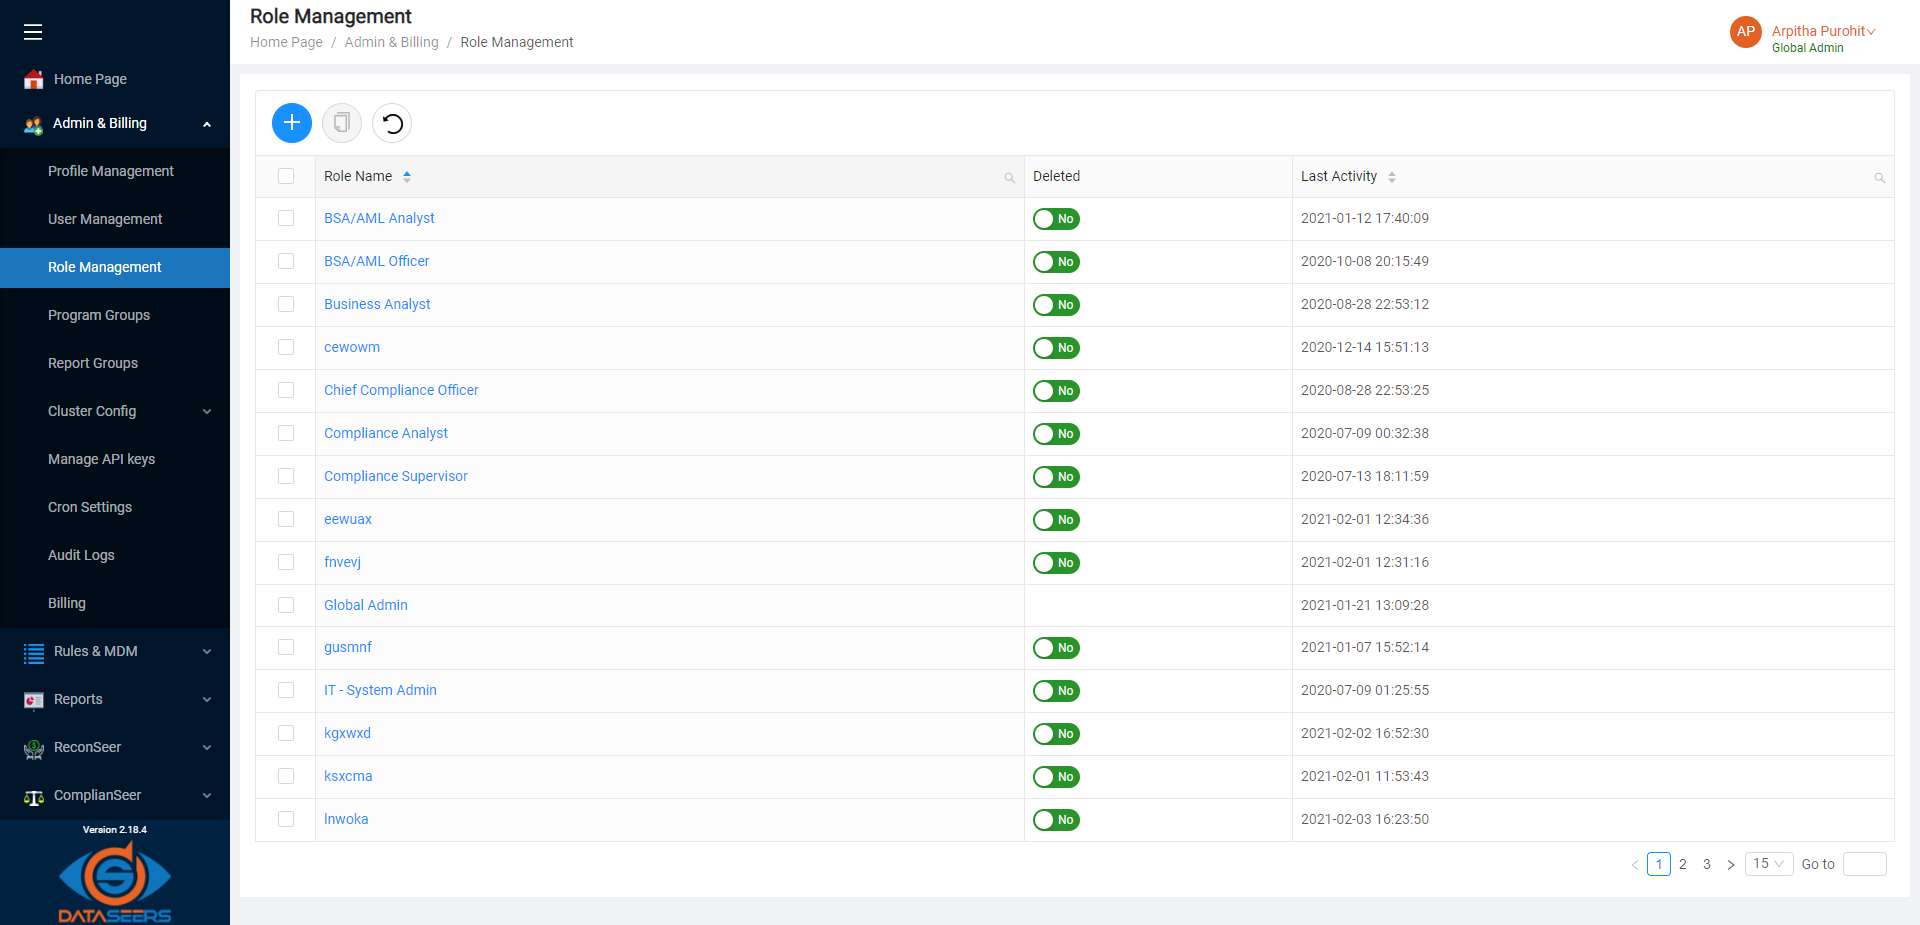 Role Management
Home Page / Admin & Billing / Role Management
AP
Arpitha Purohit
Global Admin
Home Page
Admin & Billing
Profile Management
User Management
Role Management
Program Groups
Report Groups
Cluster Config
Manage API keys
Cron Settings
Audit Logs
Billing
Rules & MDM
Reports
ReconSeer
ComplianSeer
Version 2.18.4
DATASEERS
Role Name Deleted Last Activity
BSA/AML Analyst No 2021-01-12 17:40:09
BSA/AML Officer No 2020-10-08 20:15:49
Business Analyst No 2020-08-28 22:53:12
cewowm No 2020-12-14 15:51:13
Chief Compliance Officer No 2020-08-28 22:53:25
Compliance Analyst No 2020-07-09 00:32:38
Compliance Supervisor No 2020-07-13 18:11:59
eewuax No 2021-02-01 12:34:36
fnvevj No 2021-02-01 12:31:16
Global Admin 2021-01-21 13:09:28
gusmnf No 2021-01-07 15:52:14
IT - System Admin No 2020-07-09 01:25:55
kgxwxd No 2021-02-02 16:52:30
ksxcma No 2021-02-01 11:53:43
lnwoka No 2021-02-03 16:23:50
< 1 2 3 > 15 Go to